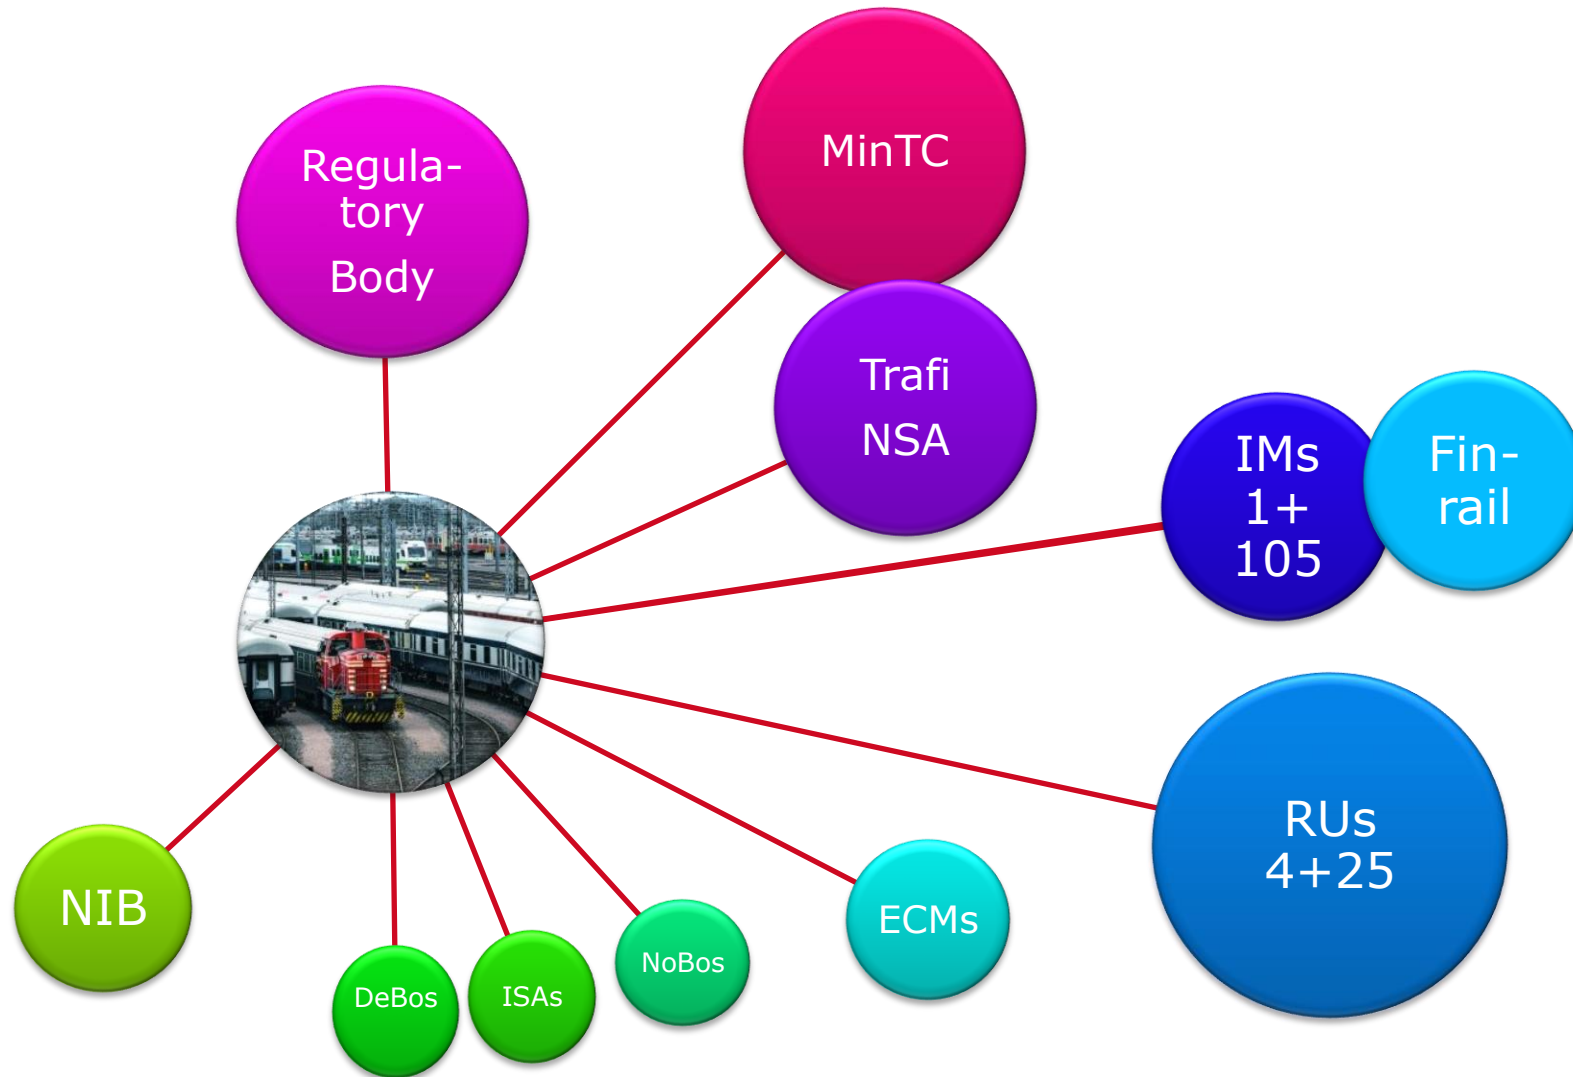 Regula-
tory
Body
MinTC
Trafi
NSA
IMs
1+
105
Fin-
rail
RUs
4+25
ECMs
NoBos
ISAs
DeBos
NIB